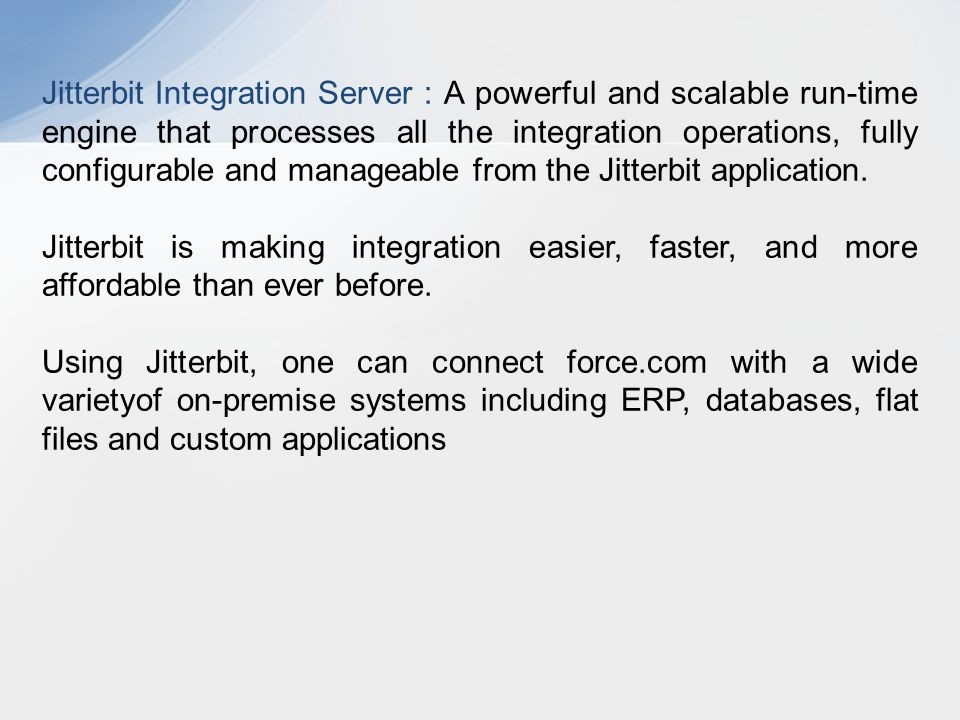 Jitterbit Integration Server : A powerful and scalable run-time
engine that processes all the integration operations, fully
configurable and manageable from the Jitterbit application.
Jitterbit is making integration easier, faster, and more
affordable than ever before.
Using Jitterbit, one can connect force.com with a wide
varietyof on-premise systems including ERP, databases, flat
files and custom applications